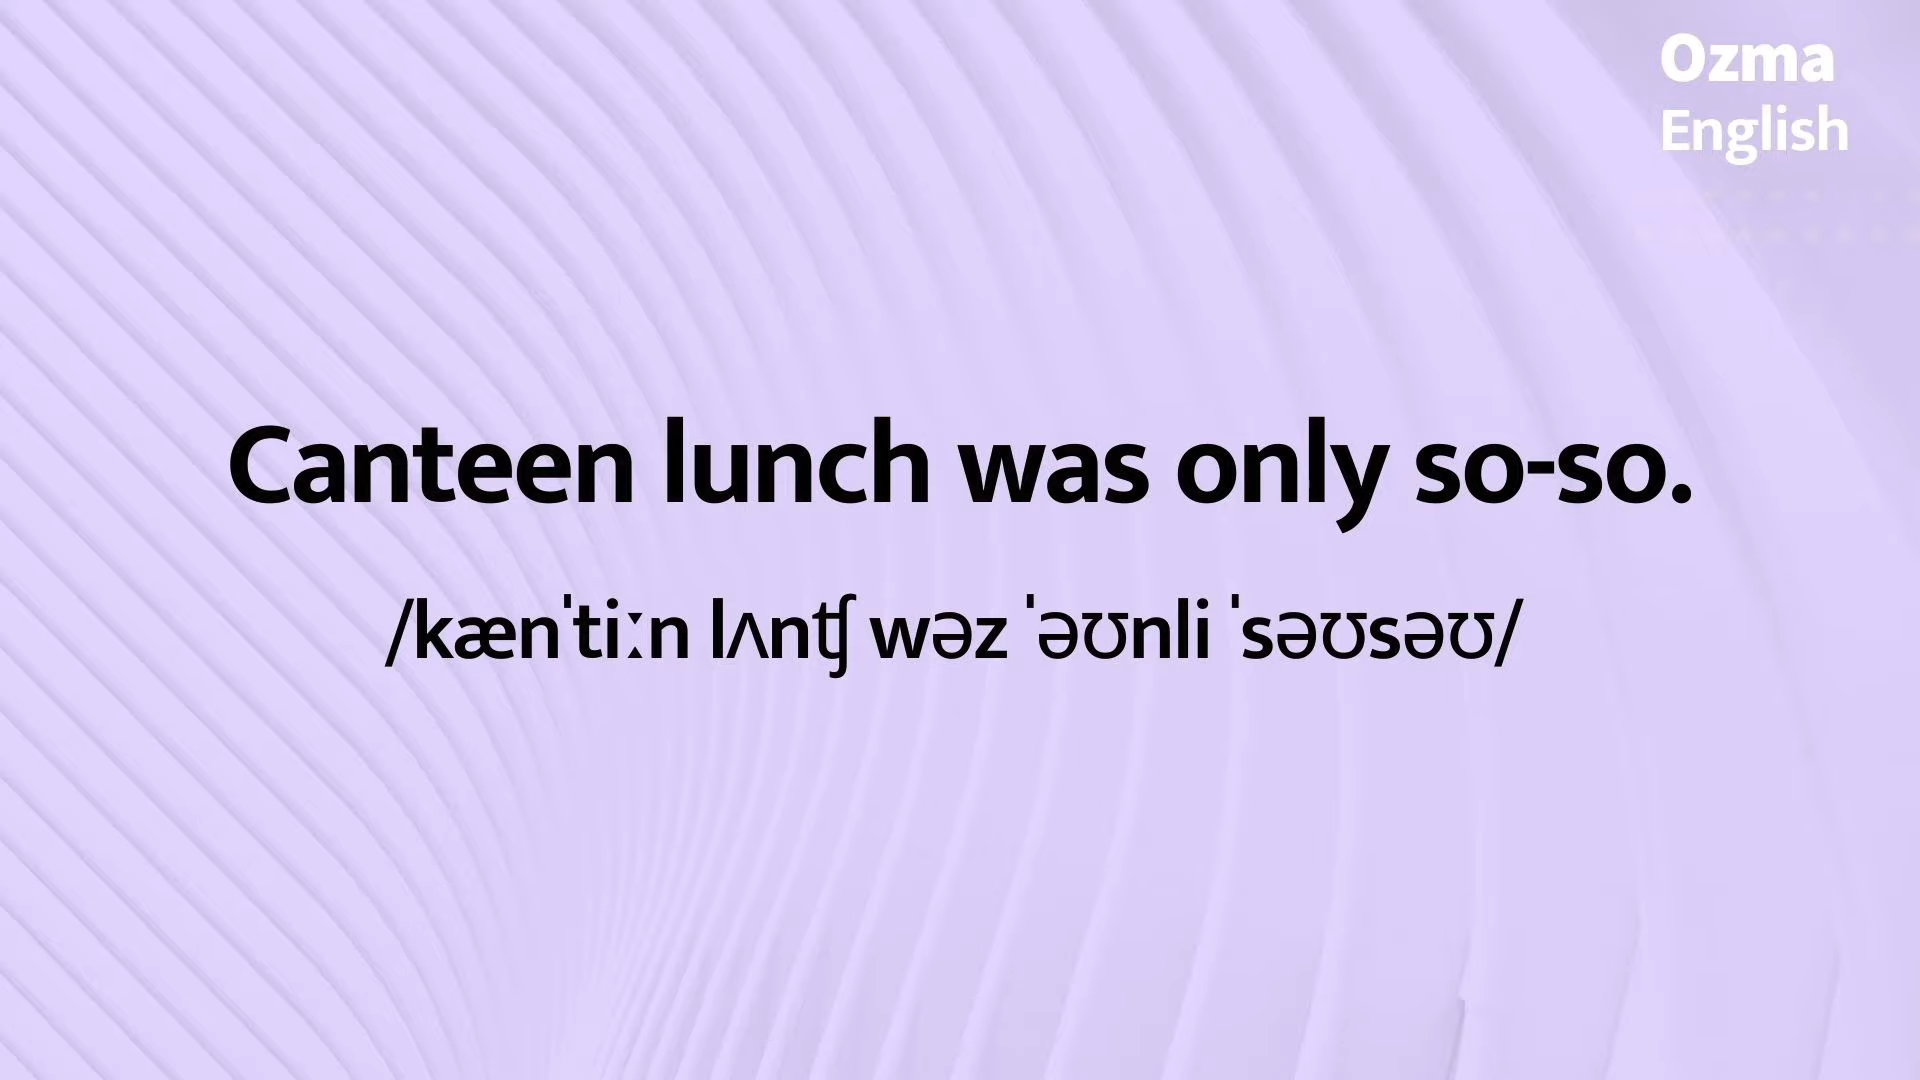 Ozma
English
Canteen lunch was only so-so.
/kænˈtiːn lʌnʧ wəz ˈəʊnli ˈsəʊsəʊ/